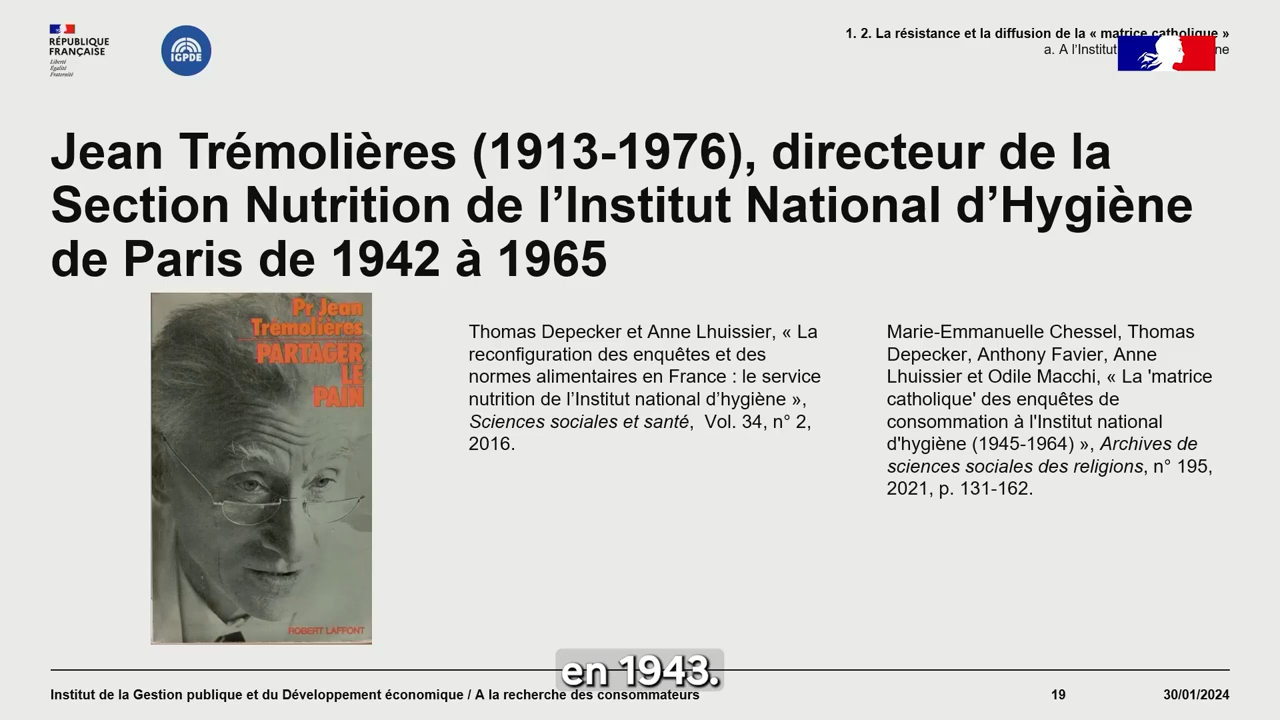 RÉPUBLIQUE
FRANÇAISE
Liberté
Égalité
Fraternité
IGPDE
1. 2. La résistance et la diffusion de la « matrice catholique »
a. A l'Institut
Jean Trémolières (1913-1976), directeur de la
Section Nutrition de l’Institut National d’Hygiène
de Paris de 1942 à 1965
Pr Jean
Trémolières
PARTAGER
LE
PAIN
ROBERT LAFFONT
Thomas Depecker et Anne Lhuissier, « La
reconfiguration des enquêtes et des
normes alimentaires en France : le service
nutrition de l’Institut national d’hygiène »,
Sciences sociales et santé, Vol. 34, n° 2,
2016.
Marie-Emmanuelle Chessel, Thomas
Depecker, Anthony Favier, Anne
Lhuissier et Odile Macchi, « La 'matrice
catholique' des enquêtes de
consommation à l'Institut national
d'hygiène (1945-1964) », Archives de
sciences sociales des religions, n° 195,
2021, p. 131-162.
en 1943.
Institut de la Gestion publique et du Développement économique / A la recherche des consommateurs
19
30/01/2024